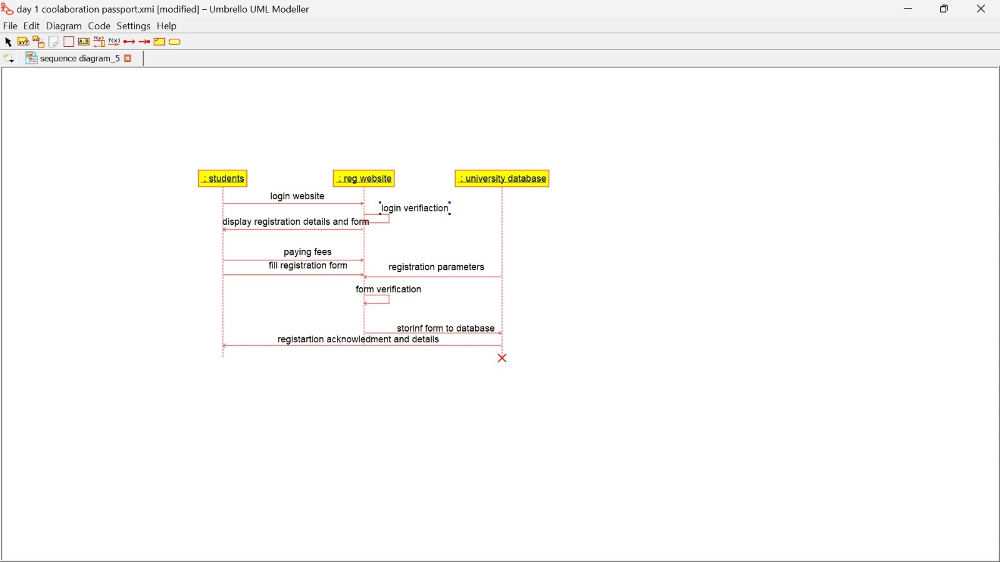 day 1 coolaboration passport.xmi [modified] – Umbrello UML Modeller
File Edit Diagram Code Settings Help
XYZ A:B f(x) f(x)
sequence diagram_5
: students : reg website : university database
login website
login verifiaction
display registration details and form
paying fees
fill registration form
registration parameters
form verification
storinf form to database
registartion acknowledment and details